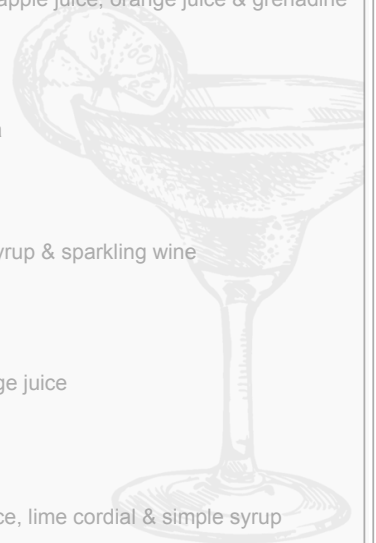 apple juice, orange juice & grenadine
yrup & sparkling wine
ge juice
ce, lime cordial & simple syrup